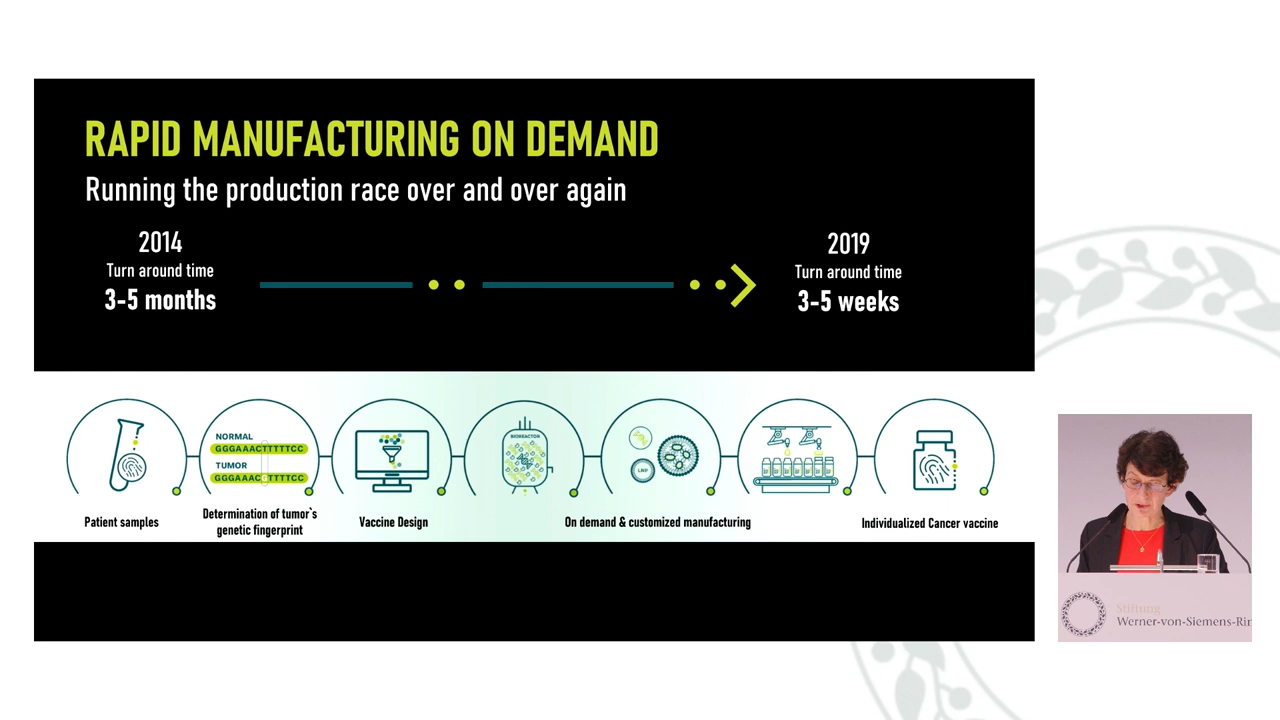 RAPID MANUFACTURING ON DEMAND
Running the production race over and over again
2014
Turn around time
3-5 months
2019
Turn around time
3-5 weeks
NORMAL
GGGAAACTTTTTCC
TUMOR
GGGAAAC TTTTCC
BIOREACTOR
LNP
Patient samples
Determination of tumor`s
genetic fingerprint
Vaccine Design
On demand & customized manufacturing
Individualized Cancer vaccine
Stiftung
Werner-von-Siemens-Rin